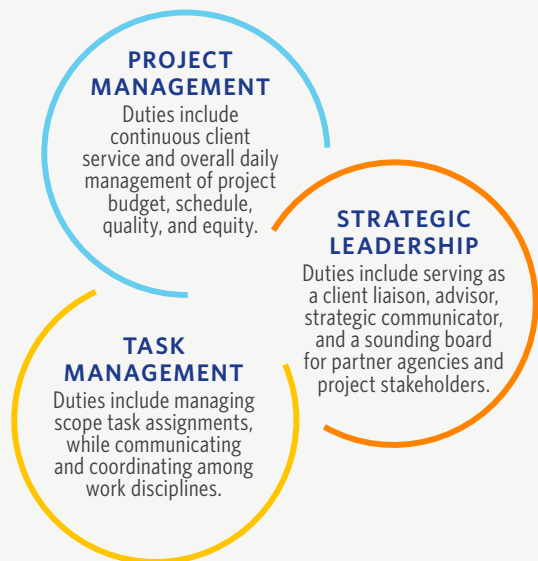 PROJECT
MANAGEMENT
Duties include
continuous client
service and overall daily
management of project
budget, schedule,
quality, and equity.
STRATEGIC
LEADERSHIP
Duties include serving as
a client liaison, advisor,
strategic communicator,
and a sounding board
for partner agencies and
project stakeholders.
TASK
MANAGEMENT
Duties include managing
scope task assignments,
while communicating
and coordinating among
work disciplines.